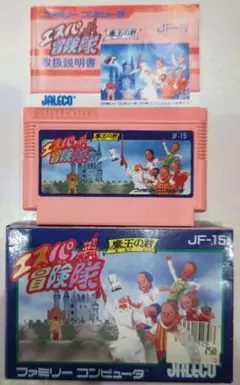 ファミリー コンピュータ JF-15
エスパ冒険隊
魔王の砦
取扱説明書
JALECO
魔王の砦
JF-15
エスパ冒険隊
魔王の砦
JF-15
エスパ冒険隊
ファミリー コンピュータ
JALECO